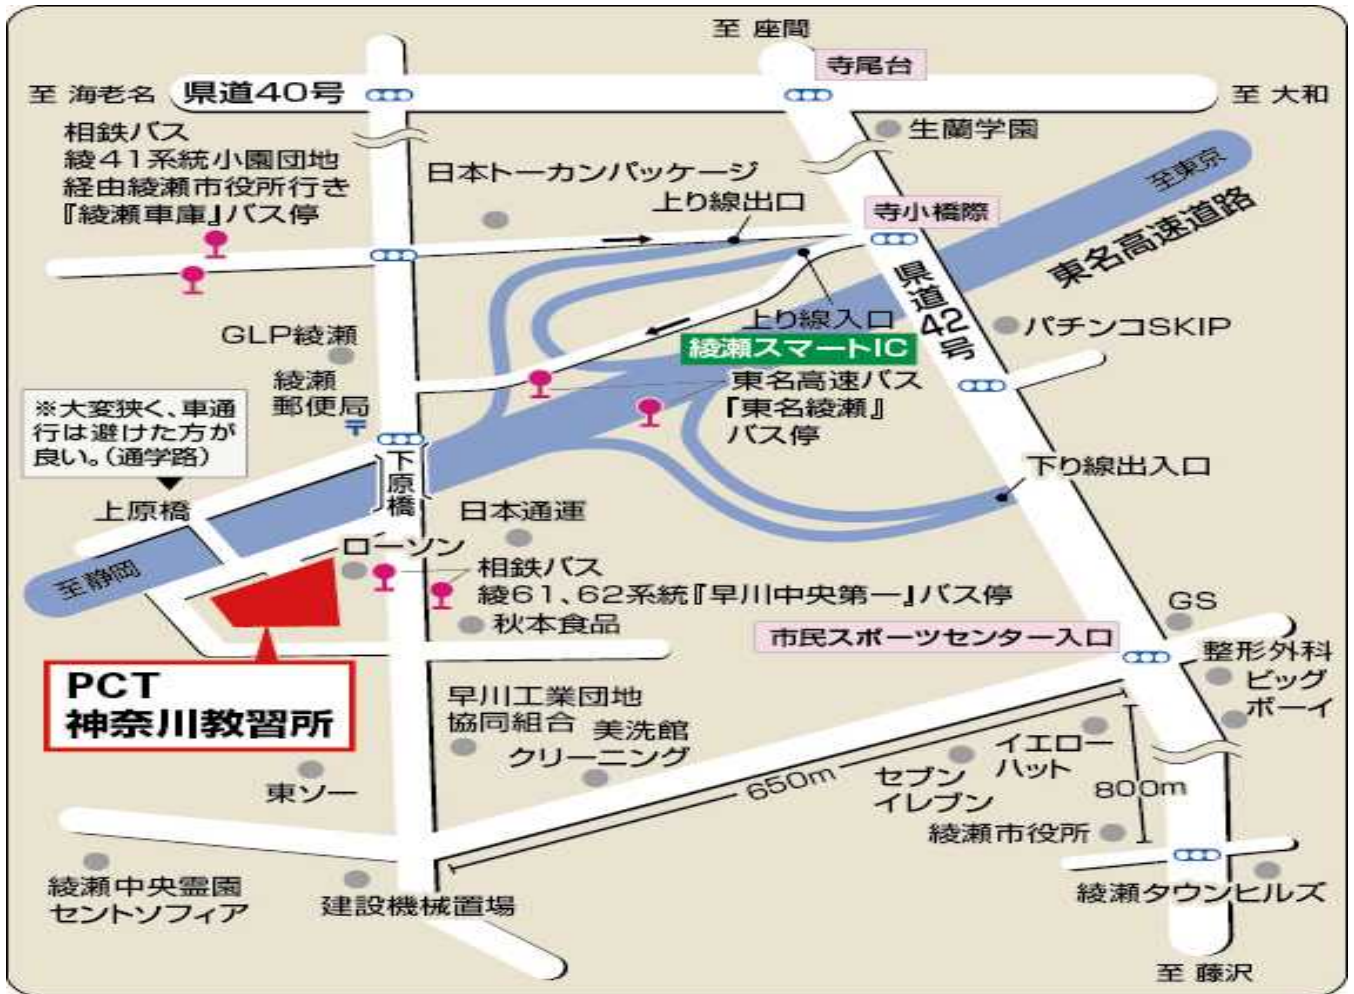 至 座間
寺尾台
至 海老名
県道40号
至 大和
相鉄バス
綾41系統小園団地
経由綾瀬市役所行き
『綾瀬車庫』バス停
生蘭学園
日本トーカンパッケージ
至東京
上り線出口
寺小橋際
東名高速道路
県道42号
上り線入口
パチンコSKIP
GLP綾瀬
綾瀬スマートIC
綾瀬
郵便局
〒
東名高速バス
『東名綾瀬』
バス停
※大変狭く、車通
行は避けた方が
良い。(通学路)
下原橋
下り線出入口
上原橋
日本通運
ローソン
至静岡
相鉄バス
綾61、62系統『早川中央第一』バス停
GS
秋本食品
市民スポーツセンター入口
整形外科
PCT
神奈川教習所
ビッグ
ボーイ
早川工業団地
協同組合
美洗館
クリーニング
イエロー
ハット
650m
セブン
イレブン
800m
東ソー
綾瀬市役所
綾瀬中央霊園
セントソフィア
建設機械置場
綾瀬タウンヒルズ
至 藤沢